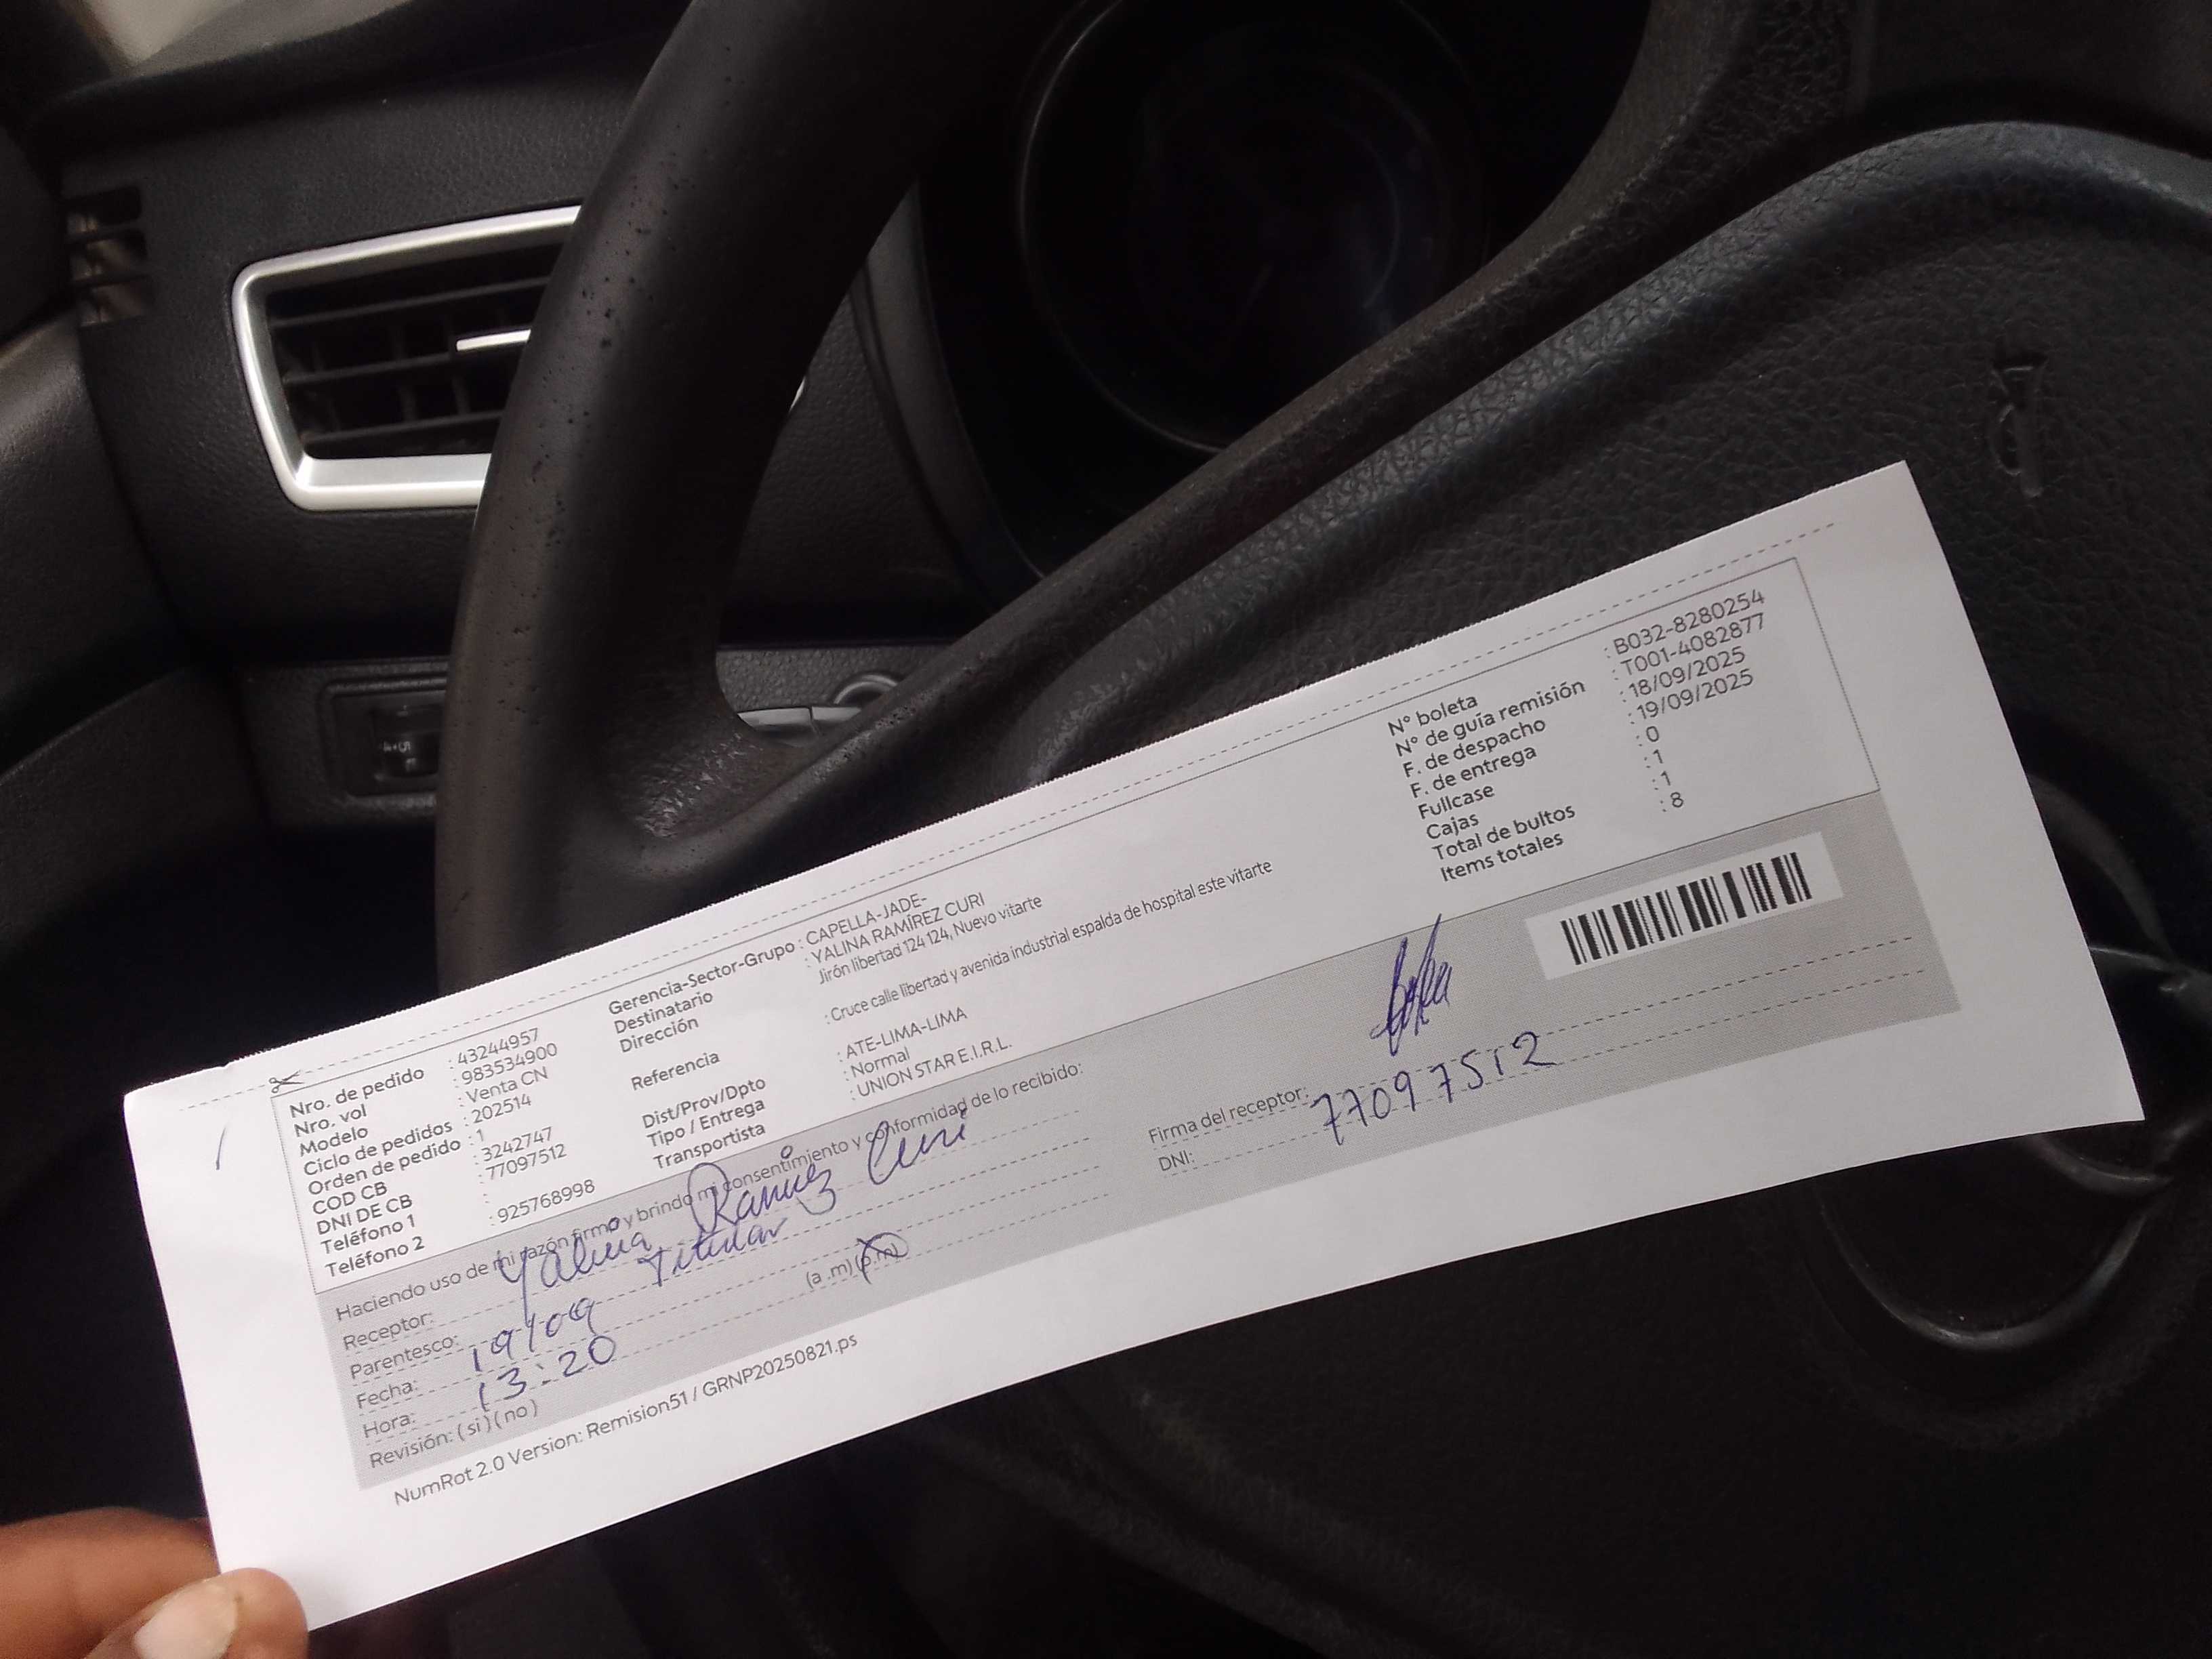 Nro. de pedido : 43244957
Nro. vol : 983534900
Modelo : Venta CN
Ciclo de pedidos : 202514
Orden de pedido : 1
COD CB : 3242747
DNI DE CB : 77097512
Teléfono 1 :
Teléfono 2 : 925768998
Gerencia-Sector-Grupo : CAPELLA-JADE-
Destinatario : YALINA RAMÍREZ CURI
Dirección Jirón libertad 124 124, Nuevo vitarte
Referencia : Cruce calle libertad y avenida industrial espalda de hospital este vitarte
Dist/Prov/Dpto : ATE-LIMA-LIMA
Tipo / Entrega : Normal
Transportista : UNION STAR E.I.R.L.
N° boleta : B032-8280254
N° de guía remisión : T001-4082877
F. de despacho : 18/09/2025
F. de entrega : 19/09/2025
Fullcase : 0
Cajas : 1
Total de bultos : 1
Items totales : 8
Haciendo uso de mi razón firmo y brindo mi consentimiento y conformidad de lo recibido:
Receptor: Yalina Ramirez Curi
Parentesco: Titular
Fecha: 19/09
Hora: 13:20 (a .m) (p.m)
Revisión: ( si ) ( no )
Firma del receptor:
DNI: 77097512
NumRot 2.0 Version: Remision51 / GRNP20250821.ps